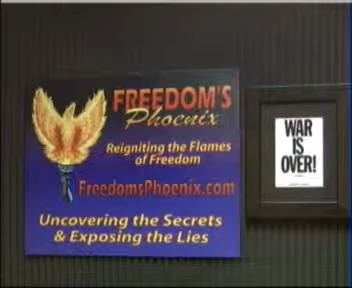 FREEDOM'S
Phoenix
Reigniting the Flames
of Freedom
FreedomsPhoenix.com
Uncovering the Secrets
& Exposing the Lies
WAR
IS
OVER!